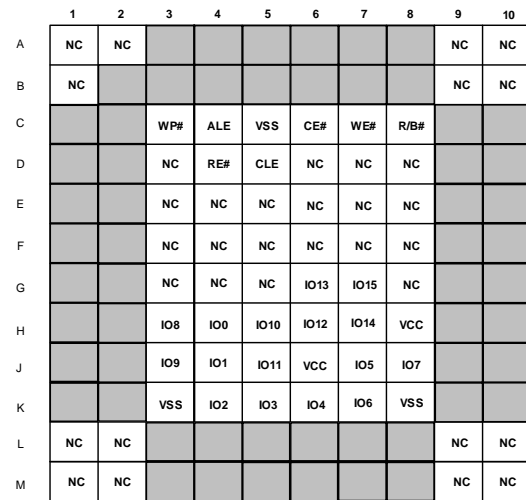 1 2 3 4 5 6 7 8 9 10
A NC NC NC NC
B NC NC NC
C WP# ALE VSS CE# WE# R/B#
D NC RE# CLE NC NC NC
E NC NC NC NC NC NC
F NC NC NC NC NC NC
G NC NC NC IO13 IO15 NC
H IO8 IO0 IO10 IO12 IO14 VCC
J IO9 IO1 IO11 VCC IO5 IO7
K VSS IO2 IO3 IO4 IO6 VSS
L NC NC NC NC
M NC NC NC NC